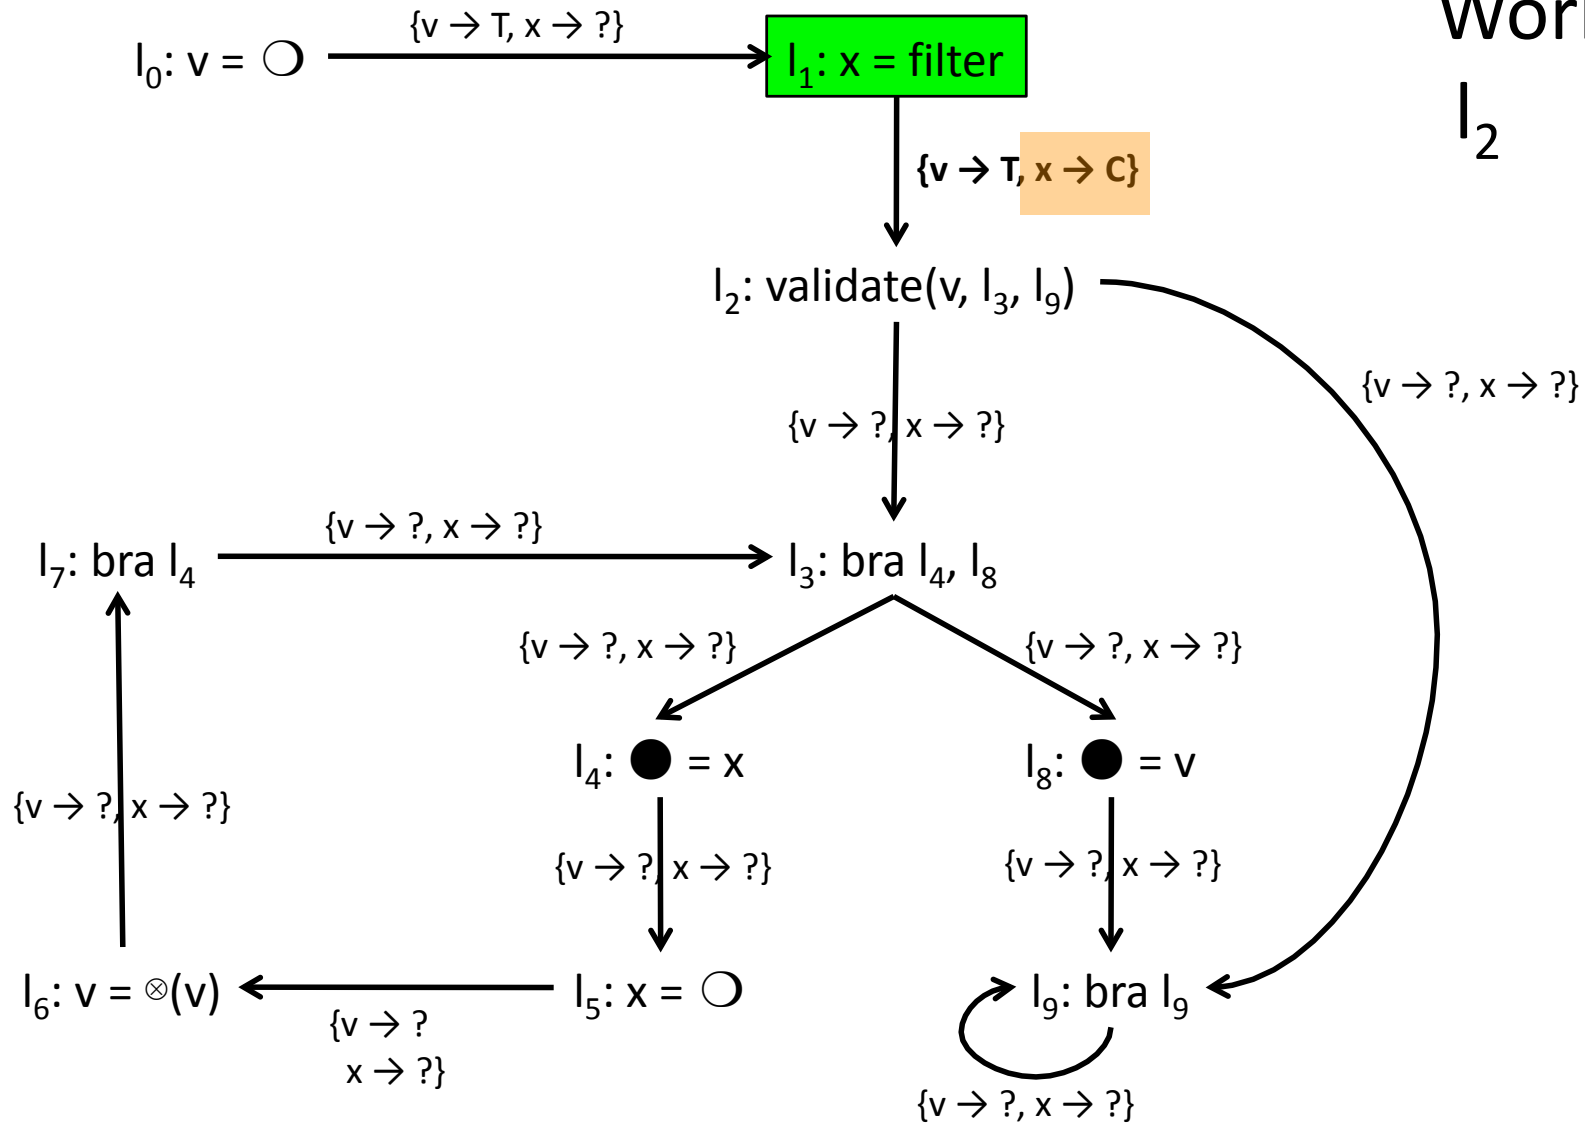 Work
{v → T, x → ?}
l₀: v = ❍
l₁: x = filter
l₂
{v → T, x → C}
l₂: validate(v, l₃, l₉)
{v → ?, x → ?}
{v → ?, x → ?}
{v → ?, x → ?}
l₇: bra l₄
l₃: bra l₄, l₈
{v → ?, x → ?}
{v → ?, x → ?}
l₄: ● = x
l₈: ● = v
{v → ?, x → ?}
{v → ?, x → ?}
{v → ?, x → ?}
l₆: v = ⊗(v)
l₅: x = ❍
l₉: bra l₉
{v → ?
x → ?}
{v → ?, x → ?}